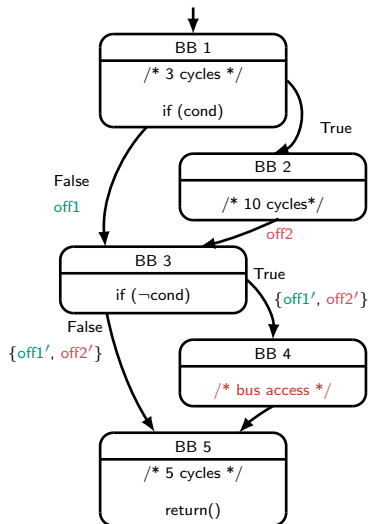 BB 1
/* 3 cycles */
if (cond)
True
False
off1
BB 2
/* 10 cycles*/
off2
BB 3
if (¬cond)
True
{off1′, off2′}
False
{off1′, off2′}
BB 4
/* bus access */
BB 5
/* 5 cycles */
return()